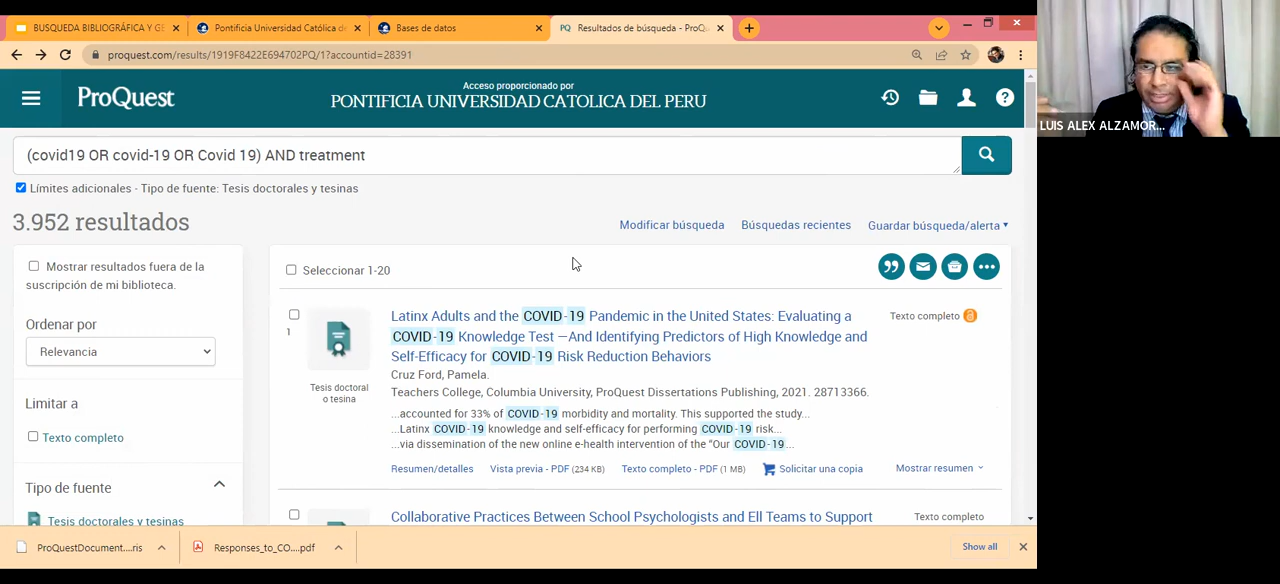 BUSQUEDA BIBLIOGRÁFICA Y GE
Pontificia Universidad Católica de
Bases de datos
Resultados de búsqueda - ProQu
proquest.com/results/1919F8422E694702PQ/1?accountid=28391
ProQuest
Acceso proporcionado por
PONTIFICIA UNIVERSIDAD CATOLICA DEL PERU
LUIS ALEX ALZAMOR...
(covid19 OR covid-19 OR Covid 19) AND treatment
Límites adicionales - Tipo de fuente: Tesis doctorales y tesinas
3.952 resultados
Modificar búsqueda
Búsquedas recientes
Guardar búsqueda/alerta
Mostrar resultados fuera de la
suscripción de mi biblioteca.
Ordenar por
Relevancia
Limitar a
Texto completo
Tipo de fuente
Tesis doctorales y tesinas
Seleccionar 1-20
1
Tesis doctoral
o tesina
Latinx Adults and the COVID-19 Pandemic in the United States: Evaluating a
COVID-19 Knowledge Test —And Identifying Predictors of High Knowledge and
Self-Efficacy for COVID-19 Risk Reduction Behaviors
Texto completo
Cruz Ford, Pamela.
Teachers College, Columbia University, ProQuest Dissertations Publishing, 2021. 28713366.
...accounted for 33% of COVID-19 morbidity and mortality. This supported the study...
...Latinx COVID-19 knowledge and self-efficacy for performing COVID-19 risk...
...via dissemination of the new online e-health intervention of the "Our COVID-19...
Resumen/detalles
Vista previa - PDF (234 KB)
Texto completo - PDF (1 MB)
Solicitar una copia
Mostrar resumen
Collaborative Practices Between School Psychologists and Ell Teams to Support
Texto completo
ProQuestDocument....ris
Responses_to_CO....pdf
Show all